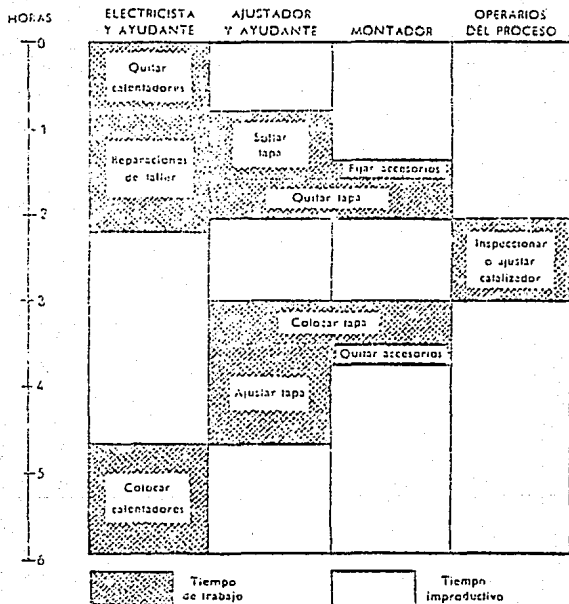 HORAS
ELECTRICISTA
Y AYUDANTE
AJUSTADOR
Y AYUDANTE
MONTADOR
OPERARIOS
DEL PROCESO
0
Quitar
calentadores
1
Soltar
tapa
Reparaciones
de taller
Fijar accesorios
Quitar tapa
2
Inspeccionar
o ajustar
catalizador
3
Colocar tapa
Quitar accesorios
4
Ajustar tapa
5
Colocar
calentadores
6
Tiempo
de trabajo
Tiempo
improductivo